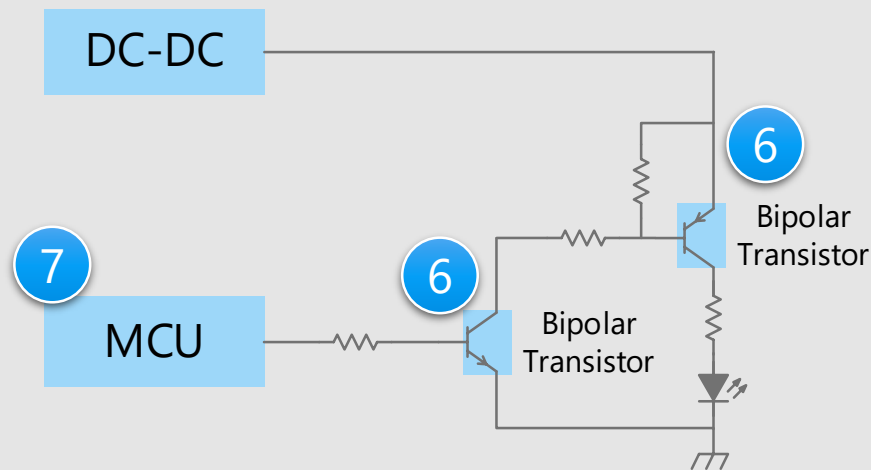 DC-DC
6
Bipolar
Transistor
7
6
MCU
Bipolar
Transistor